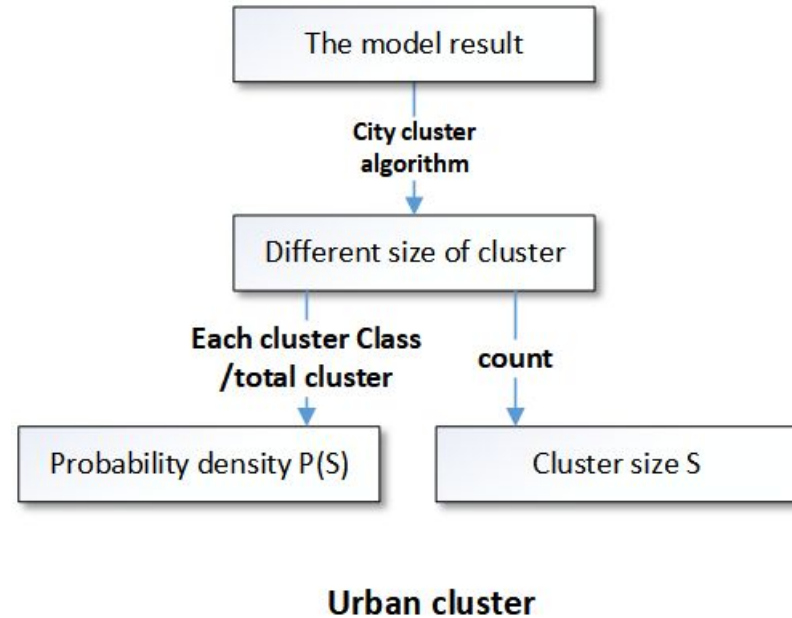 The model result
City cluster
algorithm
Different size of cluster
Each cluster Class
/total cluster
count
Probability density P(S)
Cluster size S
Urban cluster